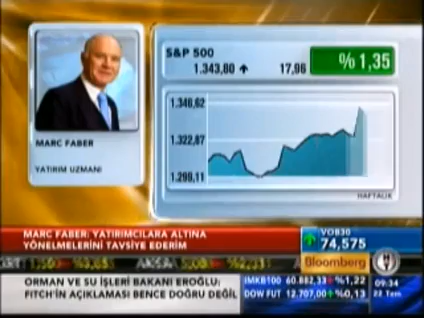 S&P 500
1.343,80 17,96 %1,35
1.346,62
1.322,87
1.299,11
HAFTALIK
MARC FABER
YATIRIM UZMANI
MARC FABER: YATIRIMCILARA ALTINA
YÖNELMELERİNİ TAVSİYE EDERİM
VOB30
74,575
Bloomberg
ORMAN VE SU İŞLERİ BAKANI EROĞLU:
FITCH'İN AÇIKLAMASI BENCE DOĞRU DEĞİL
IMKB100 60.882,33 %1,22
DOW FUT 12.707,00 %0,13
09:34
22 Tem